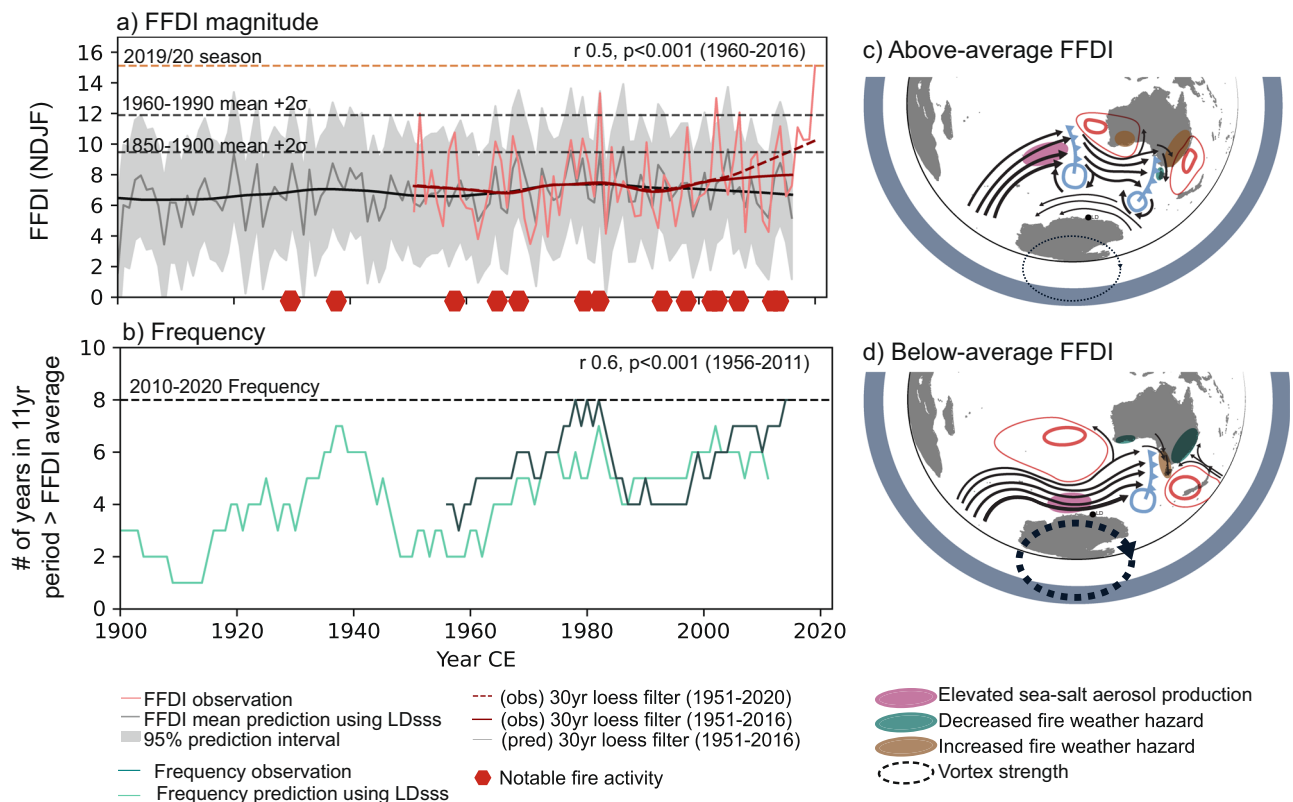 a) FFDI magnitude
FFDI (NDJF)
16
14
12
10
8
6
4
2
0
2019/20 season
r 0.5, p<0.001 (1960-2016)
1960-1990 mean +2σ
1850-1900 mean +2σ
b) Frequency
# of years in 11yr
period > FFDI average
10
8
6
4
2
0
r 0.6, p<0.001 (1956-2011)
2010-2020 Frequency
1900
1920
1940
1960
1980
2000
2020
Year CE
c) Above-average FFDI
LD
d) Below-average FFDI
LD
FFDI observation
FFDI mean prediction using LDsss
95% prediction interval
Frequency observation
Frequency prediction using LDsss
(obs) 30yr loess filter (1951-2020)
(obs) 30yr loess filter (1951-2016)
(pred) 30yr loess filter (1951-2016)
Notable fire activity
Elevated sea-salt aerosol production
Decreased fire weather hazard
Increased fire weather hazard
Vortex strength